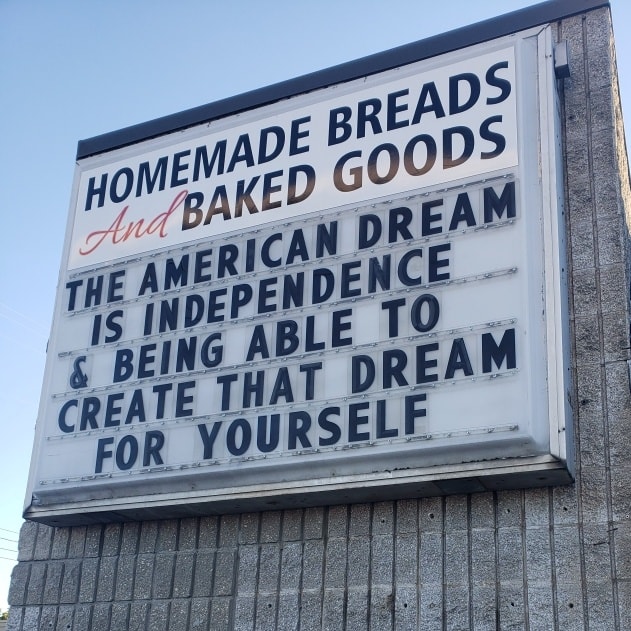 HOMEMADE BREADS
And BAKED GOODS
THE AMERICAN DREAM
IS INDEPENDENCE
& BEING ABLE TO
CREATE THAT DREAM
FOR YOURSELF